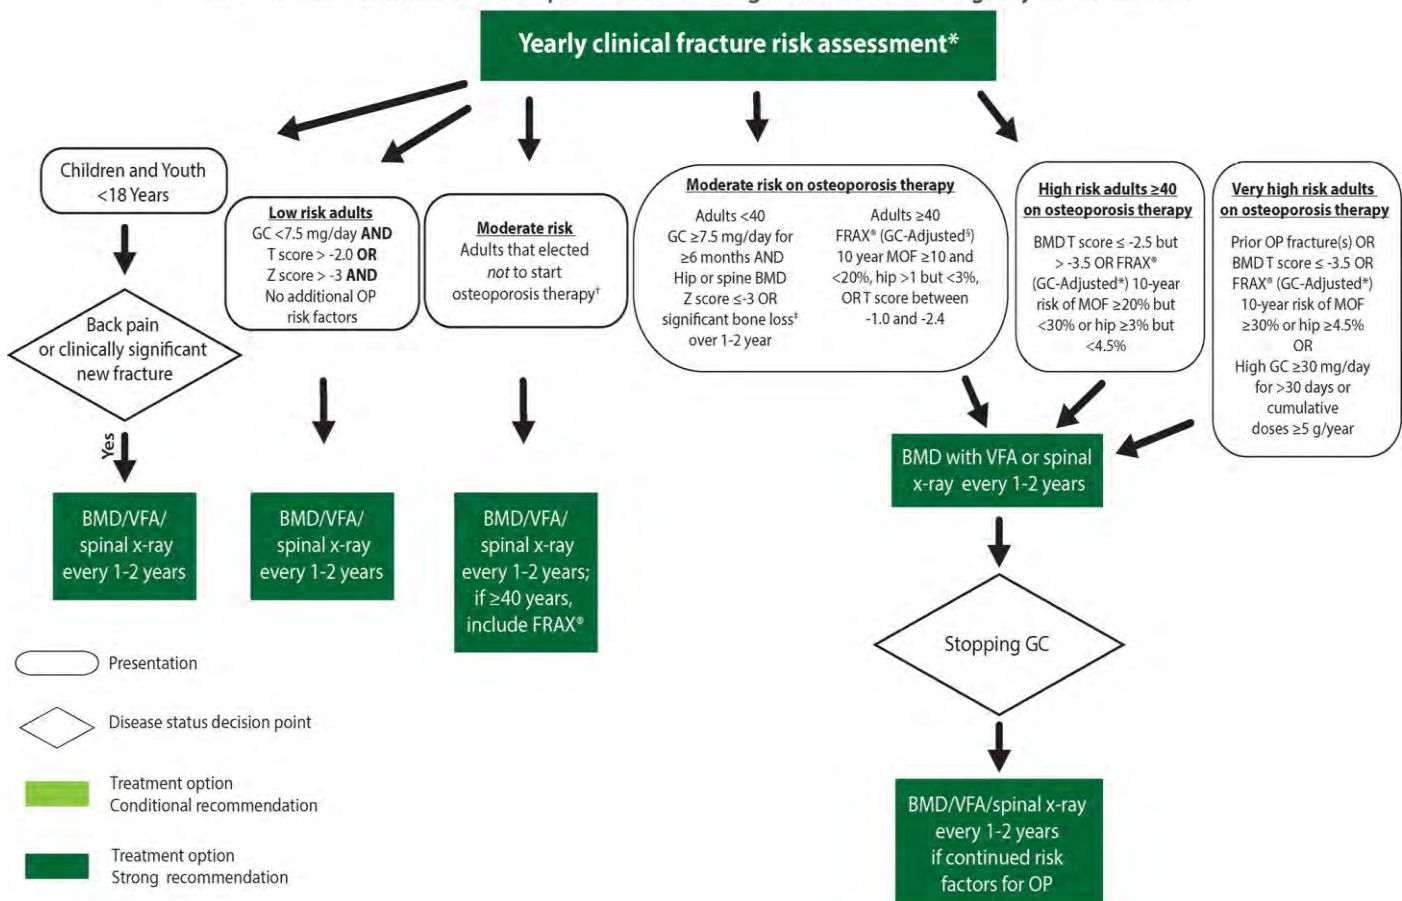 Yearly clinical fracture risk assessment*
Children and Youth
<18 Years
Back pain
or clinically significant
new fracture
Yes
BMD/VFA/
spinal x-ray
every 1-2 years
Low risk adults
GC <7.5 mg/day AND
T score > -2.0 OR
Z score > -3 AND
No additional OP
risk factors
BMD/VFA/
spinal x-ray
every 1-2 years
Moderate risk
Adults that elected
not to start
osteoporosis therapy†
BMD/VFA/
spinal x-ray
every 1-2 years;
if ≥40 years,
include FRAX®
Moderate risk on osteoporosis therapy
Adults <40
GC ≥7.5 mg/day for
≥6 months AND
Hip or spine BMD
Z score ≤-3 OR
significant bone loss‡
over 1-2 year
Adults ≥40
FRAX® (GC-Adjusted§)
10 year MOF ≥10 and
<20%, hip >1 but <3%,
OR T score between
-1.0 and -2.4
High risk adults ≥40
on osteoporosis therapy
BMD T score ≤ -2.5 but
> -3.5 OR FRAX®
(GC-Adjusted*) 10-year
risk of MOF ≥20% but
<30% or hip ≥3% but
<4.5%
Very high risk adults
on osteoporosis therapy
Prior OP fracture(s) OR
BMD T score ≤ -3.5 OR
FRAX® (GC-Adjusted*)
10-year risk of MOF
≥30% or hip ≥4.5%
OR
High GC ≥30 mg/day
for >30 days or
cumulative
doses ≥5 g/year
BMD with VFA or spinal
x-ray every 1-2 years
Stopping GC
BMD/VFA/spinal x-ray
every 1-2 years
if continued risk
factors for OP
Presentation
Disease status decision point
Treatment option
Conditional recommendation
Treatment option
Strong recommendation